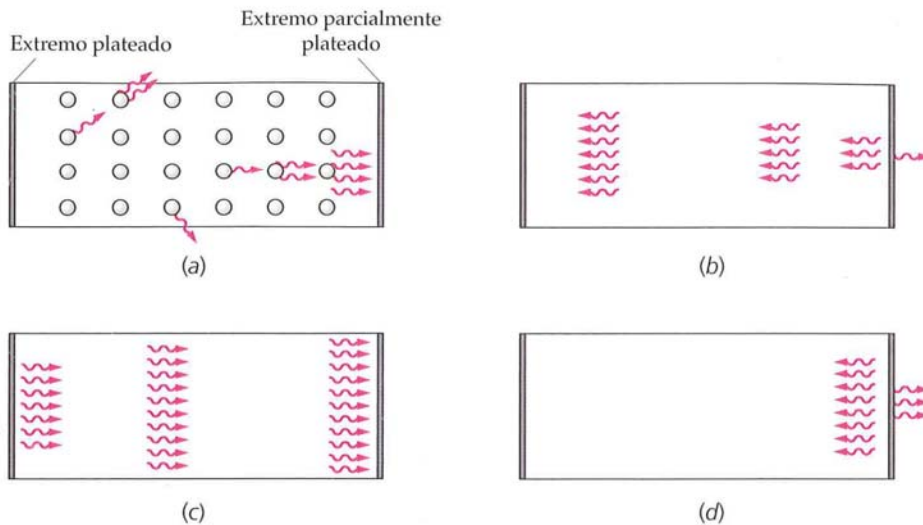 Extremo plateado
Extremo parcialmente
plateado
(a)
(b)
(c)
(d)